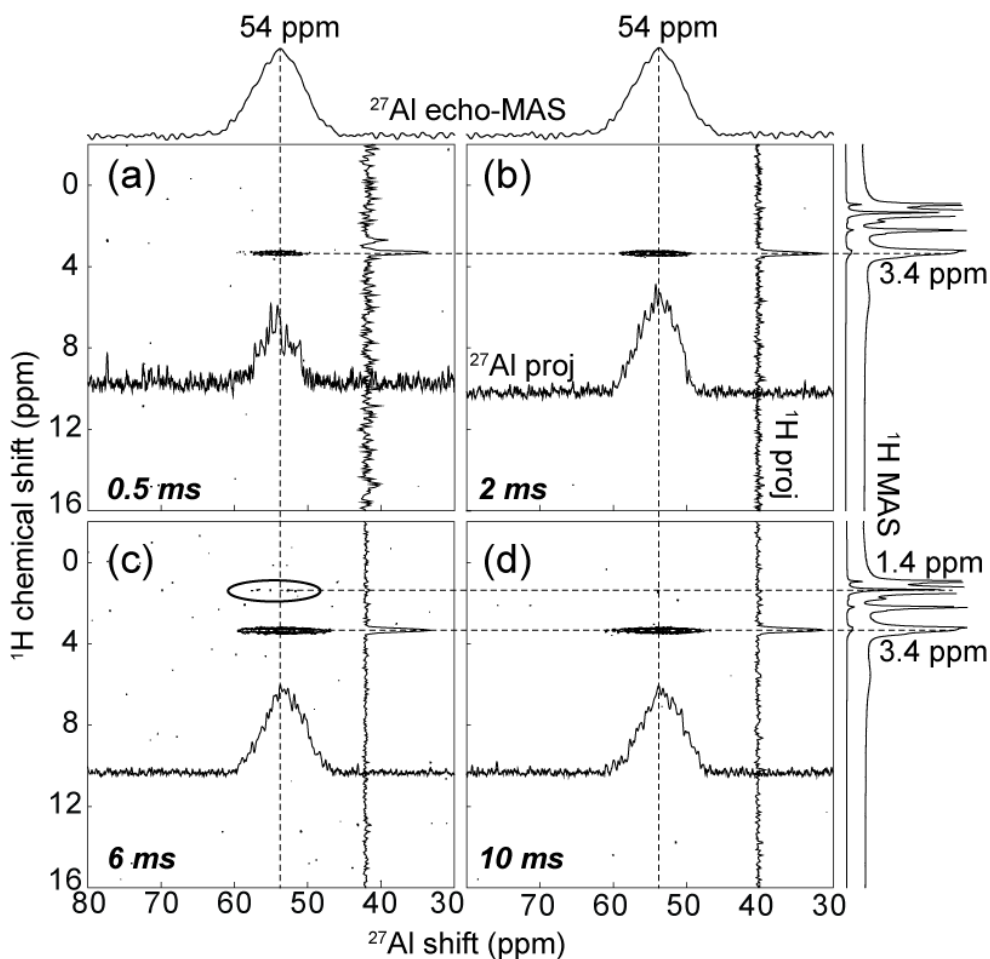 54 ppm
54 ppm
²⁷Al echo-MAS
(a)
(b)
0
4
8
12
16
3.4 ppm
²⁷Al proj
¹H proj
0.5 ms
2 ms
¹H MAS
¹H chemical shift (ppm)
(c)
(d)
0
4
8
12
16
1.4 ppm
3.4 ppm
6 ms
10 ms
80 70 60 50 40 30 70 60 50 40 30
²⁷Al shift (ppm)